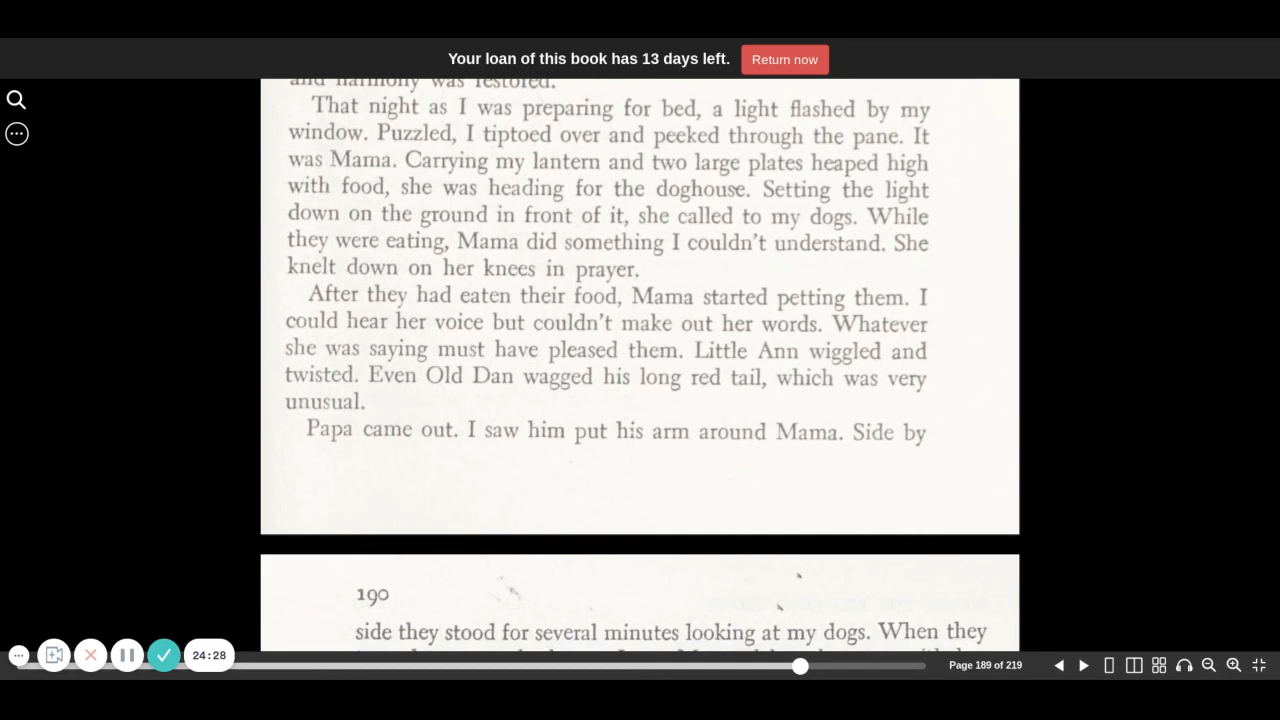 Your loan of this book has 13 days left. Return now
and harmony was restored.
That night as I was preparing for bed, a light flashed by my
window. Puzzled, I tiptoed over and peeked through the pane. It
was Mama. Carrying my lantern and two large plates heaped high
with food, she was heading for the doghouse. Setting the light
down on the ground in front of it, she called to my dogs. While
they were eating, Mama did something I couldn't understand. She
knelt down on her knees in prayer.
After they had eaten their food, Mama started petting them. I
could hear her voice but couldn't make out her words. Whatever
she was saying must have pleased them. Little Ann wiggled and
twisted. Even Old Dan wagged his long red tail, which was very
unusual.
Papa came out. I saw him put his arm around Mama. Side by
190
side they stood for several minutes looking at my dogs. When they
24:28
Page 189 of 219